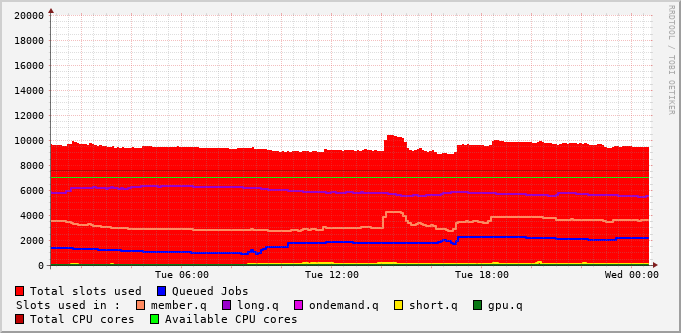 20000
18000
16000
14000
12000
10000
8000
6000
4000
2000
0
Tue 06:00 Tue 12:00 Tue 18:00 Wed 00:00
RRDTOOL / TOBI OETIKER
Total slots used Queued Jobs
Slots used in : member.q long.q ondemand.q short.q gpu.q
Total CPU cores Available CPU cores